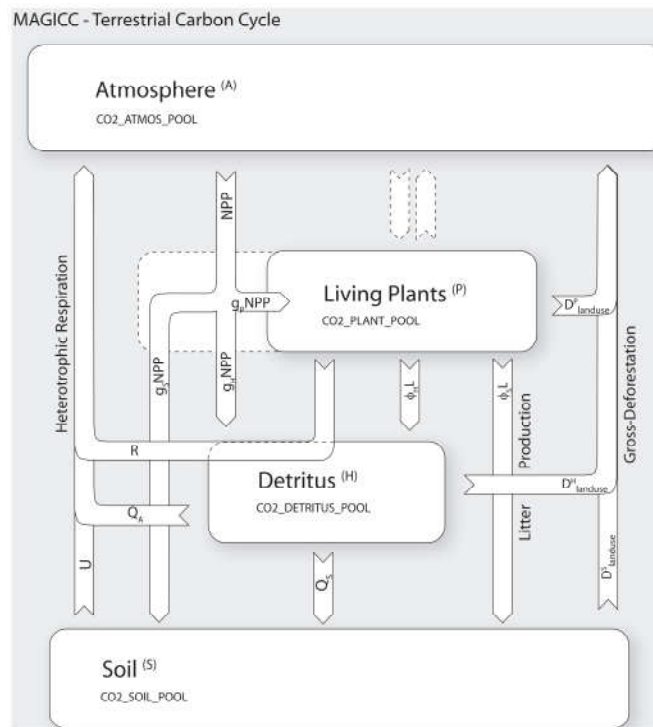 MAGICC - Terrestrial Carbon Cycle
Atmosphere (A)
CO2_ATMOS_POOL
NPP
Living Plants (P)
CO2_PLANT_POOL
gPNPP
gSNPP
gHNPP
ϕHL
ϕSL
DPlanduse
Heterotrophic Respiration
Gross-Deforestation
Litter Production
R
Detritus (H)
CO2_DETRITUS_POOL
DHlanduse
QA
U
QS
DSlanduse
Soil (S)
CO2_SOIL_POOL